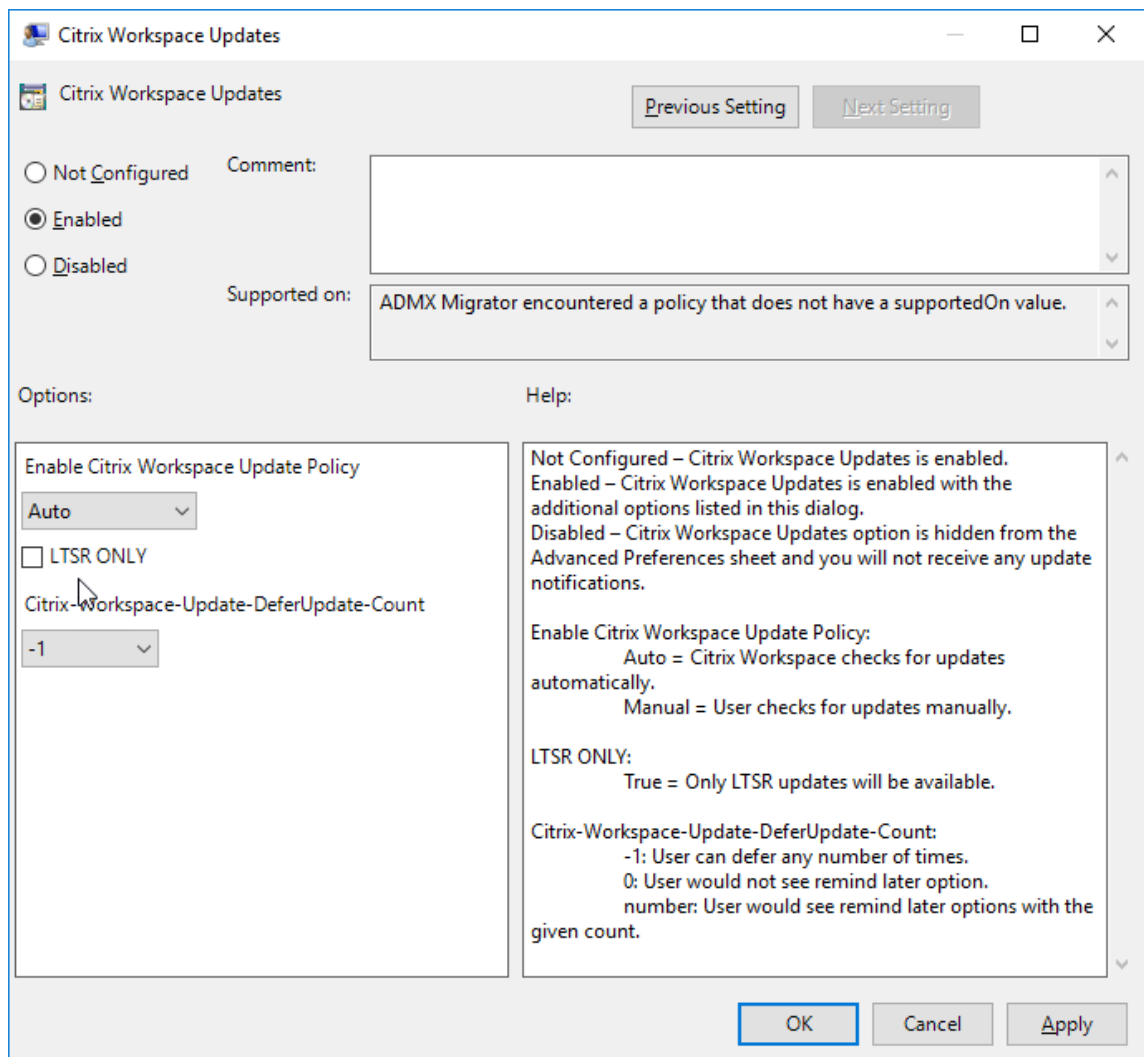 Citrix Workspace Updates
Citrix Workspace Updates
Previous Setting
Next Setting
Not Configured
Comment:
Enabled
Disabled
Supported on:
ADMX Migrator encountered a policy that does not have a supportedOn value.
Options:
Help:
Enable Citrix Workspace Update Policy
Auto
LTSR ONLY
Citrix-Workspace-Update-DeferUpdate-Count
-1
Not Configured – Citrix Workspace Updates is enabled.
Enabled – Citrix Workspace Updates is enabled with the
additional options listed in this dialog.
Disabled – Citrix Workspace Updates option is hidden from the
Advanced Preferences sheet and you will not receive any update
notifications.
Enable Citrix Workspace Update Policy:
Auto = Citrix Workspace checks for updates
automatically.
Manual = User checks for updates manually.
LTSR ONLY:
True = Only LTSR updates will be available.
Citrix-Workspace-Update-DeferUpdate-Count:
-1: User can defer any number of times.
0: User would not see remind later option.
number: User would see remind later options with the
given count.
OK
Cancel
Apply